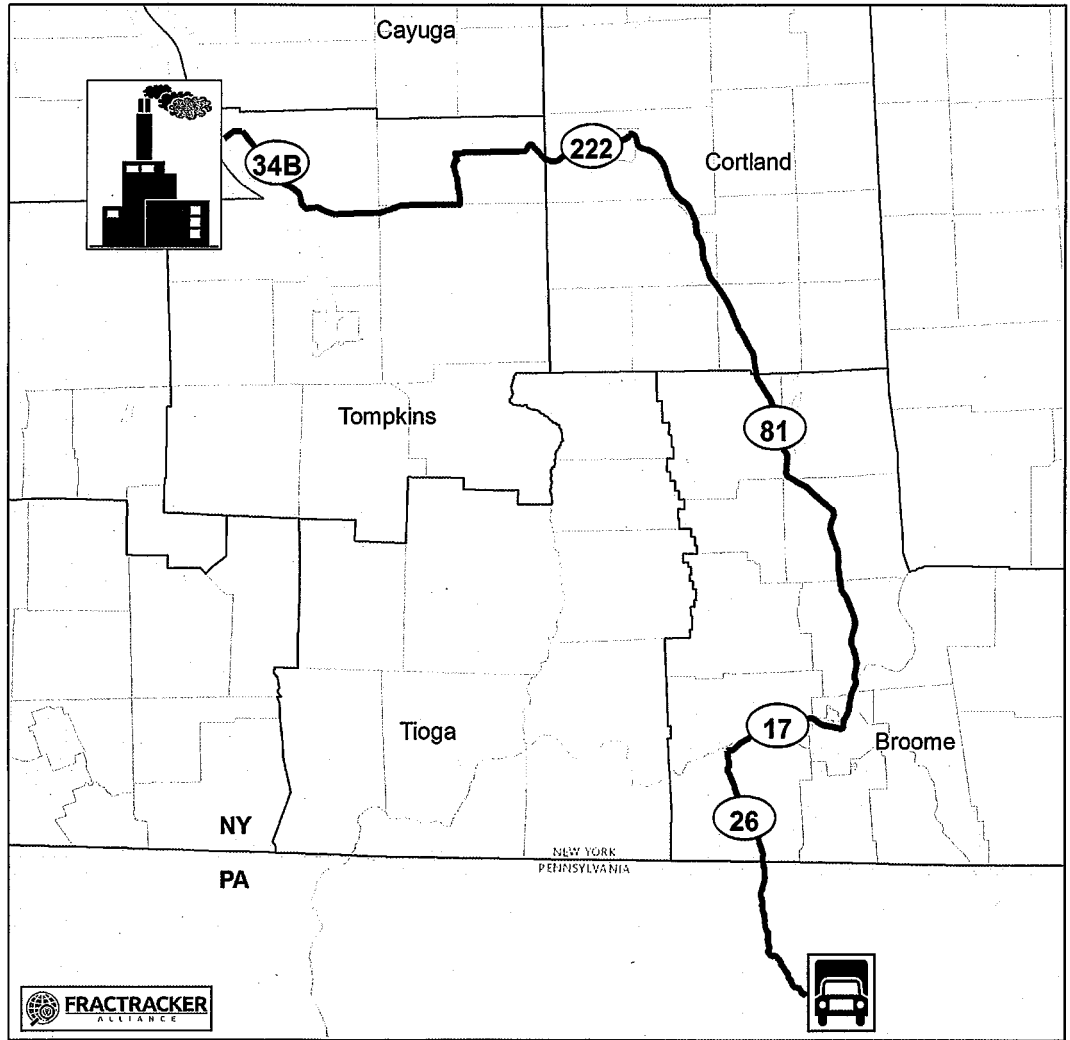 Cayuga
34B
222
Cortland
Tompkins
81
Tioga
17
Broome
26
NY
NEW YORK
PENNSYLVANIA
PA
FRACTRACKER
ALLIANCE